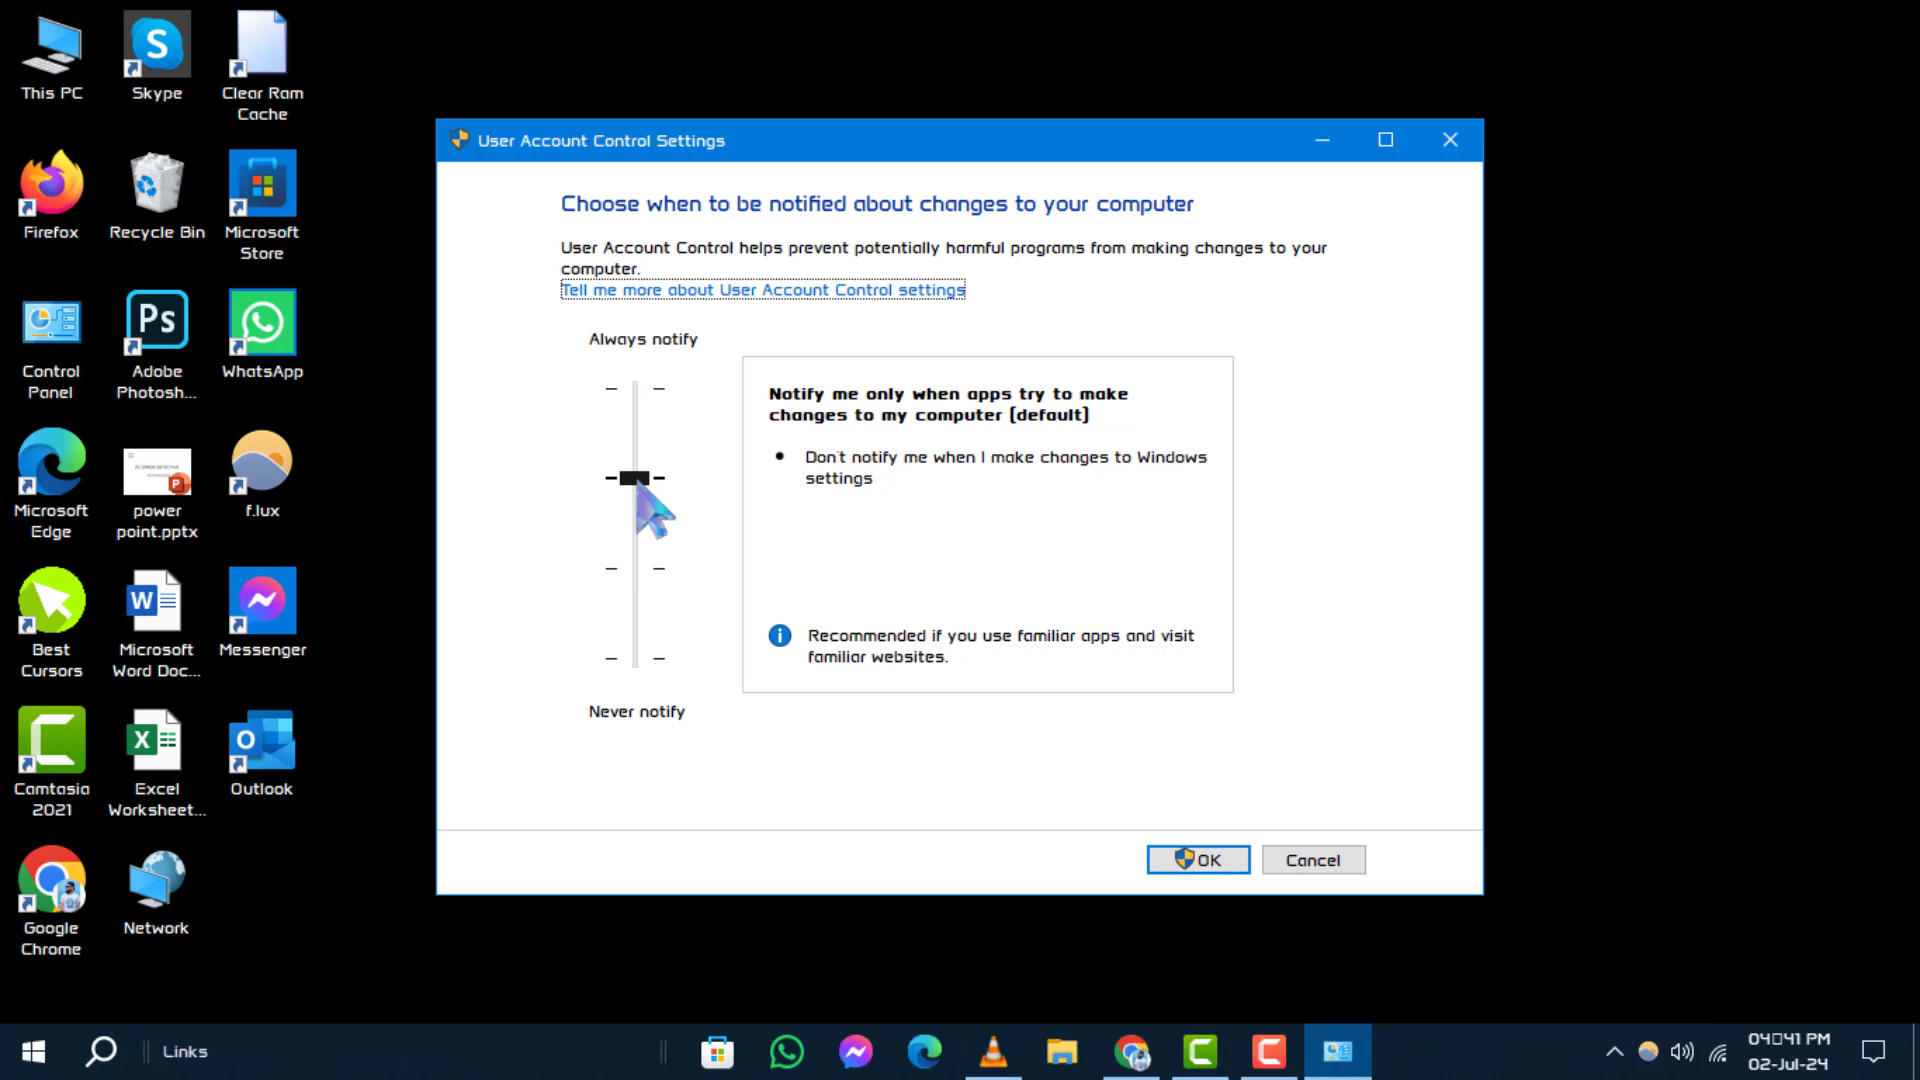 This PC
Skype
Clear Ram
Cache
Firefox
Recycle Bin
Microsoft
Store
Control
Panel
Ps
Adobe
Photosh...
WhatsApp
Microsoft
Edge
power
point.pptx
f.lux
Best
Cursors
Microsoft
Word Doc...
Messenger
Camtasia
2021
Excel
Worksheet...
Outlook
Google
Chrome
Network
User Account Control Settings
Choose when to be notified about changes to your computer
User Account Control helps prevent potentially harmful programs from making changes to your
computer.
Tell me more about User Account Control settings
Always notify
Notify me only when apps try to make
changes to my computer (default)
Don't notify me when I make changes to Windows
settings
Recommended if you use familiar apps and visit
familiar websites.
Never notify
OK
Cancel
Links
04□41 PM
02-Jul-24